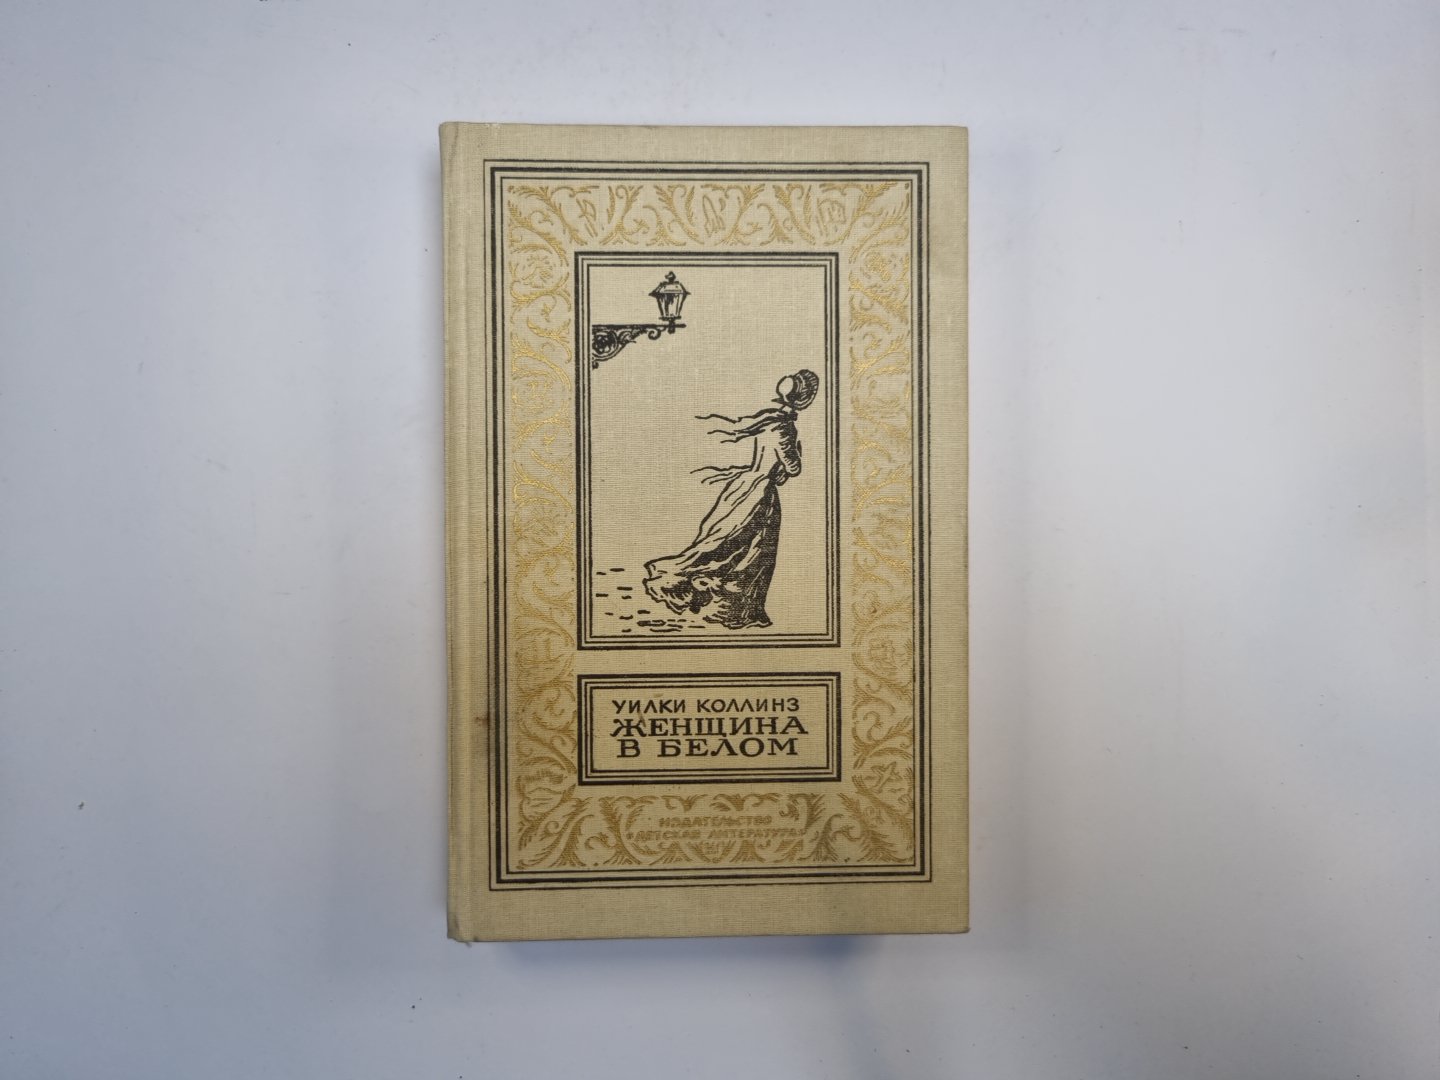 УИЛКИ КОЛЛИНЗ
ЖЕНЩИНА
В БЕЛОМ
ИЗДАТЕЛЬСТВО
"ДЕТСКАЯ ЛИТЕРАТУРА"